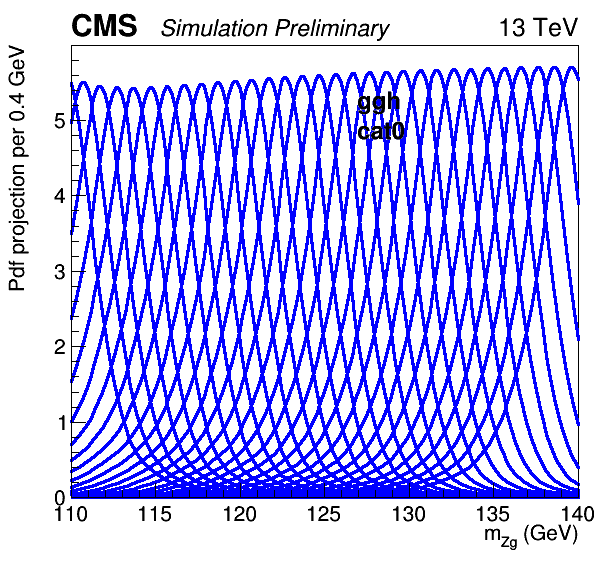 CMS Simulation Preliminary 13 TeV
Pdf projection per 0.4 GeV
ggh
cat0
5
4
3
2
1
0
110 115 120 125 130 135 140
m_zg (GeV)